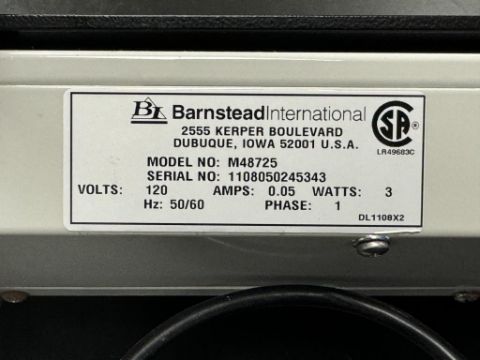 BI BarnsteadInternational
2555 KERPER BOULEVARD
DUBUQUE, IOWA 52001 U.S.A.
SA
LR49683C
MODEL NO: M48725
SERIAL NO: 1108050245343
VOLTS: 120 AMPS: 0.05 WATTS: 3
Hz: 50/60 PHASE: 1
DL1108X2